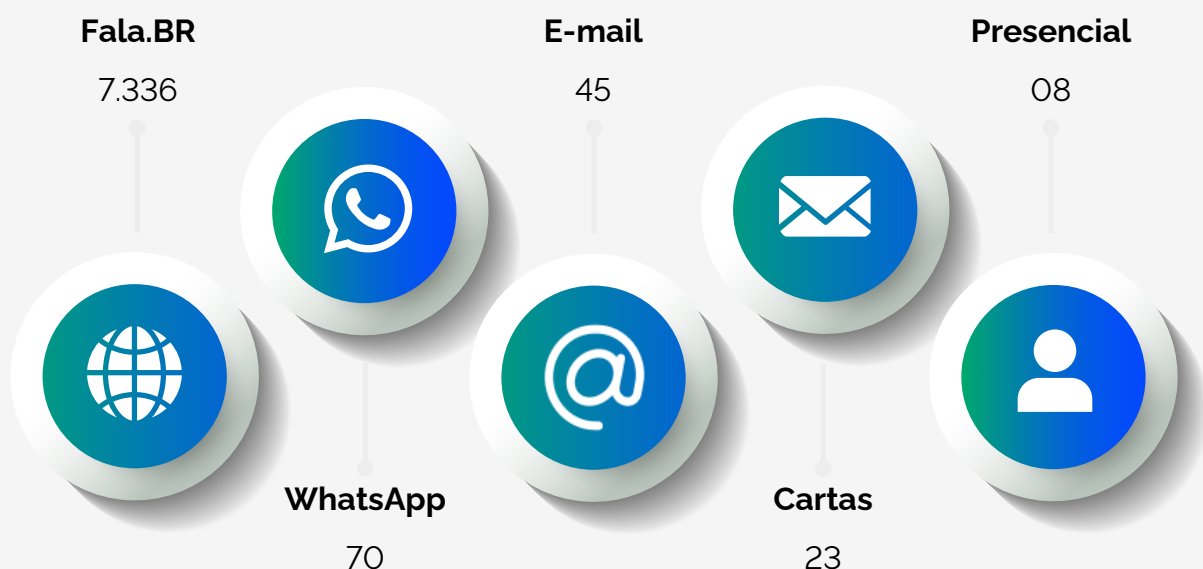 Fala.BR
7.336
WhatsApp
70
E-mail
45
Cartas
23
Presencial
08